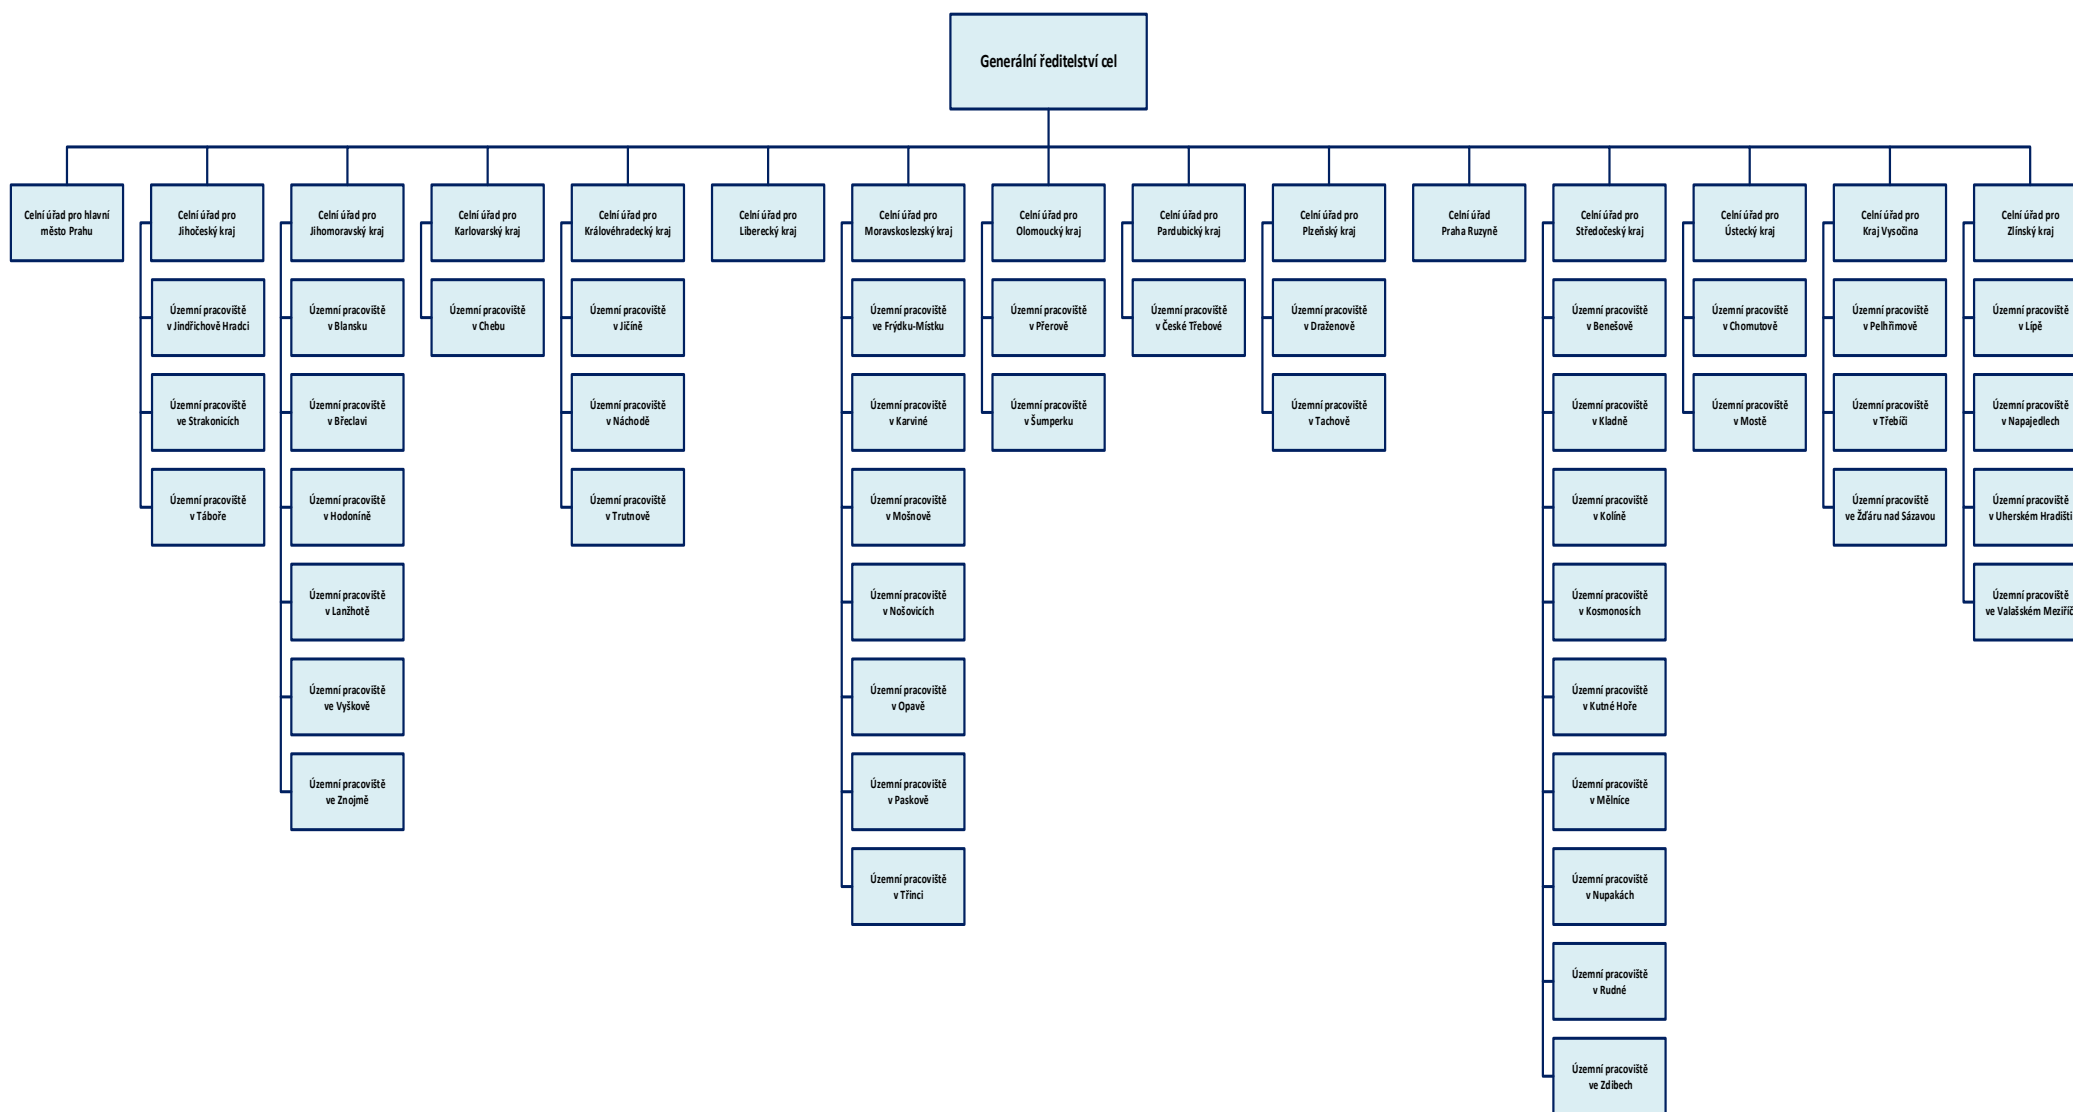 Generální ředitelství cel
Celní úřad pro hlavní
město Prahu
Celní úřad pro
Jihočeský kraj
Celní úřad pro
Jihomoravský kraj
Celní úřad pro
Karlovarský kraj
Celní úřad pro
Královéhradecký kraj
Celní úřad pro
Liberecký kraj
Celní úřad pro
Moravskoslezský kraj
Celní úřad pro
Olomoucký kraj
Celní úřad pro
Pardubický kraj
Celní úřad pro
Plzeňský kraj
Celní úřad
Praha Ruzyně
Celní úřad pro
Středočeský kraj
Celní úřad pro
Ústecký kraj
Celní úřad pro
Kraj Vysočina
Celní úřad pro
Zlínský kraj
Územní pracoviště
v Jindřichově Hradci
Územní pracoviště
v Blansku
Územní pracoviště
v Chebu
Územní pracoviště
v Jičíně
Územní pracoviště
ve Frýdku-Místku
Územní pracoviště
v Přerově
Územní pracoviště
v České Třebové
Územní pracoviště
v Draženově
Územní pracoviště
v Benešově
Územní pracoviště
v Chomutově
Územní pracoviště
v Pelhřimově
Územní pracoviště
v Lípě
Územní pracoviště
ve Strakonicích
Územní pracoviště
v Břeclavi
Územní pracoviště
v Náchodě
Územní pracoviště
v Karviné
Územní pracoviště
v Šumperku
Územní pracoviště
v Tachově
Územní pracoviště
v Kladně
Územní pracoviště
v Mostě
Územní pracoviště
v Třebíči
Územní pracoviště
v Napajedlech
Územní pracoviště
v Táboře
Územní pracoviště
v Hodoníně
Územní pracoviště
v Trutnově
Územní pracoviště
v Mošnově
Územní pracoviště
v Kolíně
Územní pracoviště
ve Žďáru nad Sázavou
Územní pracoviště
v Uherském Hradišti
Územní pracoviště
v Lanžhotě
Územní pracoviště
v Nošovicích
Územní pracoviště
v Kosmonosích
Územní pracoviště
ve Valašském Meziříč
Územní pracoviště
ve Vyškově
Územní pracoviště
v Opavě
Územní pracoviště
v Kutné Hoře
Územní pracoviště
ve Znojmě
Územní pracoviště
v Paskově
Územní pracoviště
v Mělníce
Územní pracoviště
v Třinci
Územní pracoviště
v Nupakách
Územní pracoviště
v Rudné
Územní pracoviště
ve Zdibech